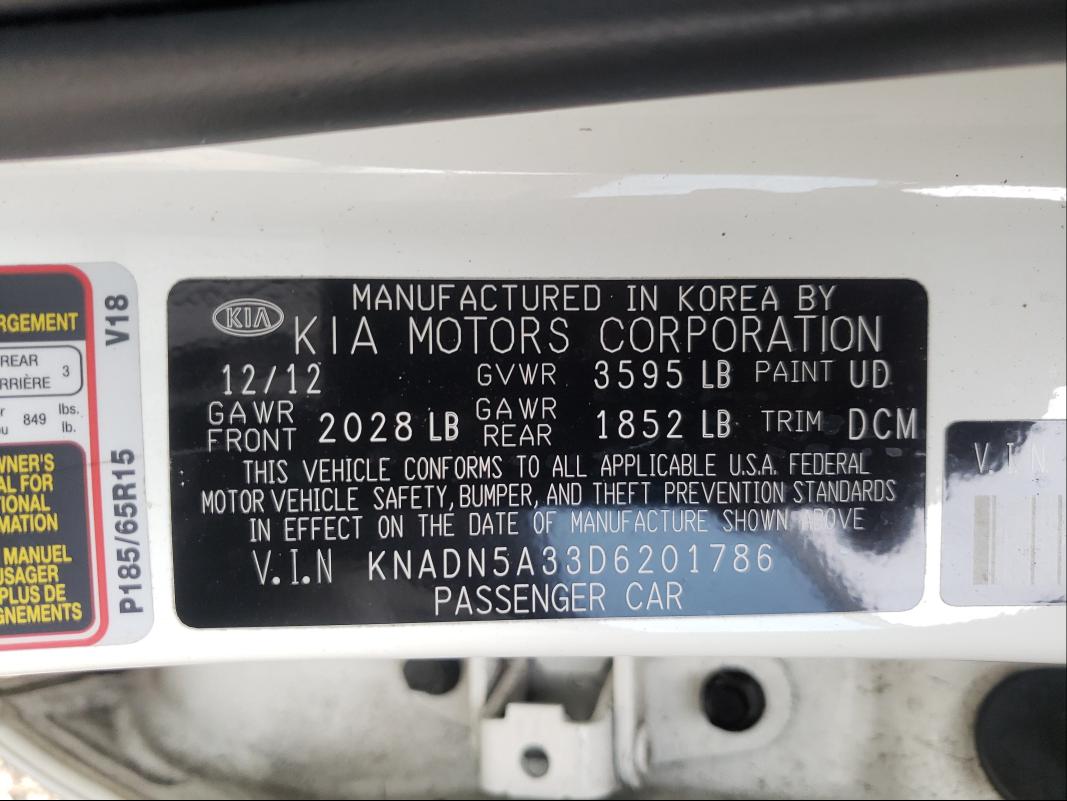 RGEMENT
REAR
RRIÈRE 3
849 lbs.
lb.
WNER'S
AL FOR
TIONAL
RMATION
MANUEL
USAGER
PLUS DE
GNEMENTS
P185/65R15 V18
KIA
MANUFACTURED IN KOREA BY
KIA MOTORS CORPORATION
12/12 GVWR 3595 LB PAINT UD
GAWR FRONT 2028 LB GAWR REAR 1852 LB TRIM DCM
THIS VEHICLE CONFORMS TO ALL APPLICABLE U.S.A. FEDERAL
MOTOR VEHICLE SAFETY, BUMPER, AND THEFT PREVENTION STANDARDS
IN EFFECT ON THE DATE OF MANUFACTURE SHOWN ABOVE
V.I.N KNADN5A33D6201786
PASSENGER CAR
V.I.N